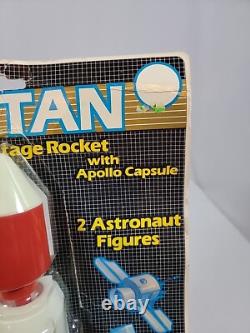 TAN
tage Rocket
with
Apollo Capsule
2 Astronaut
Figures